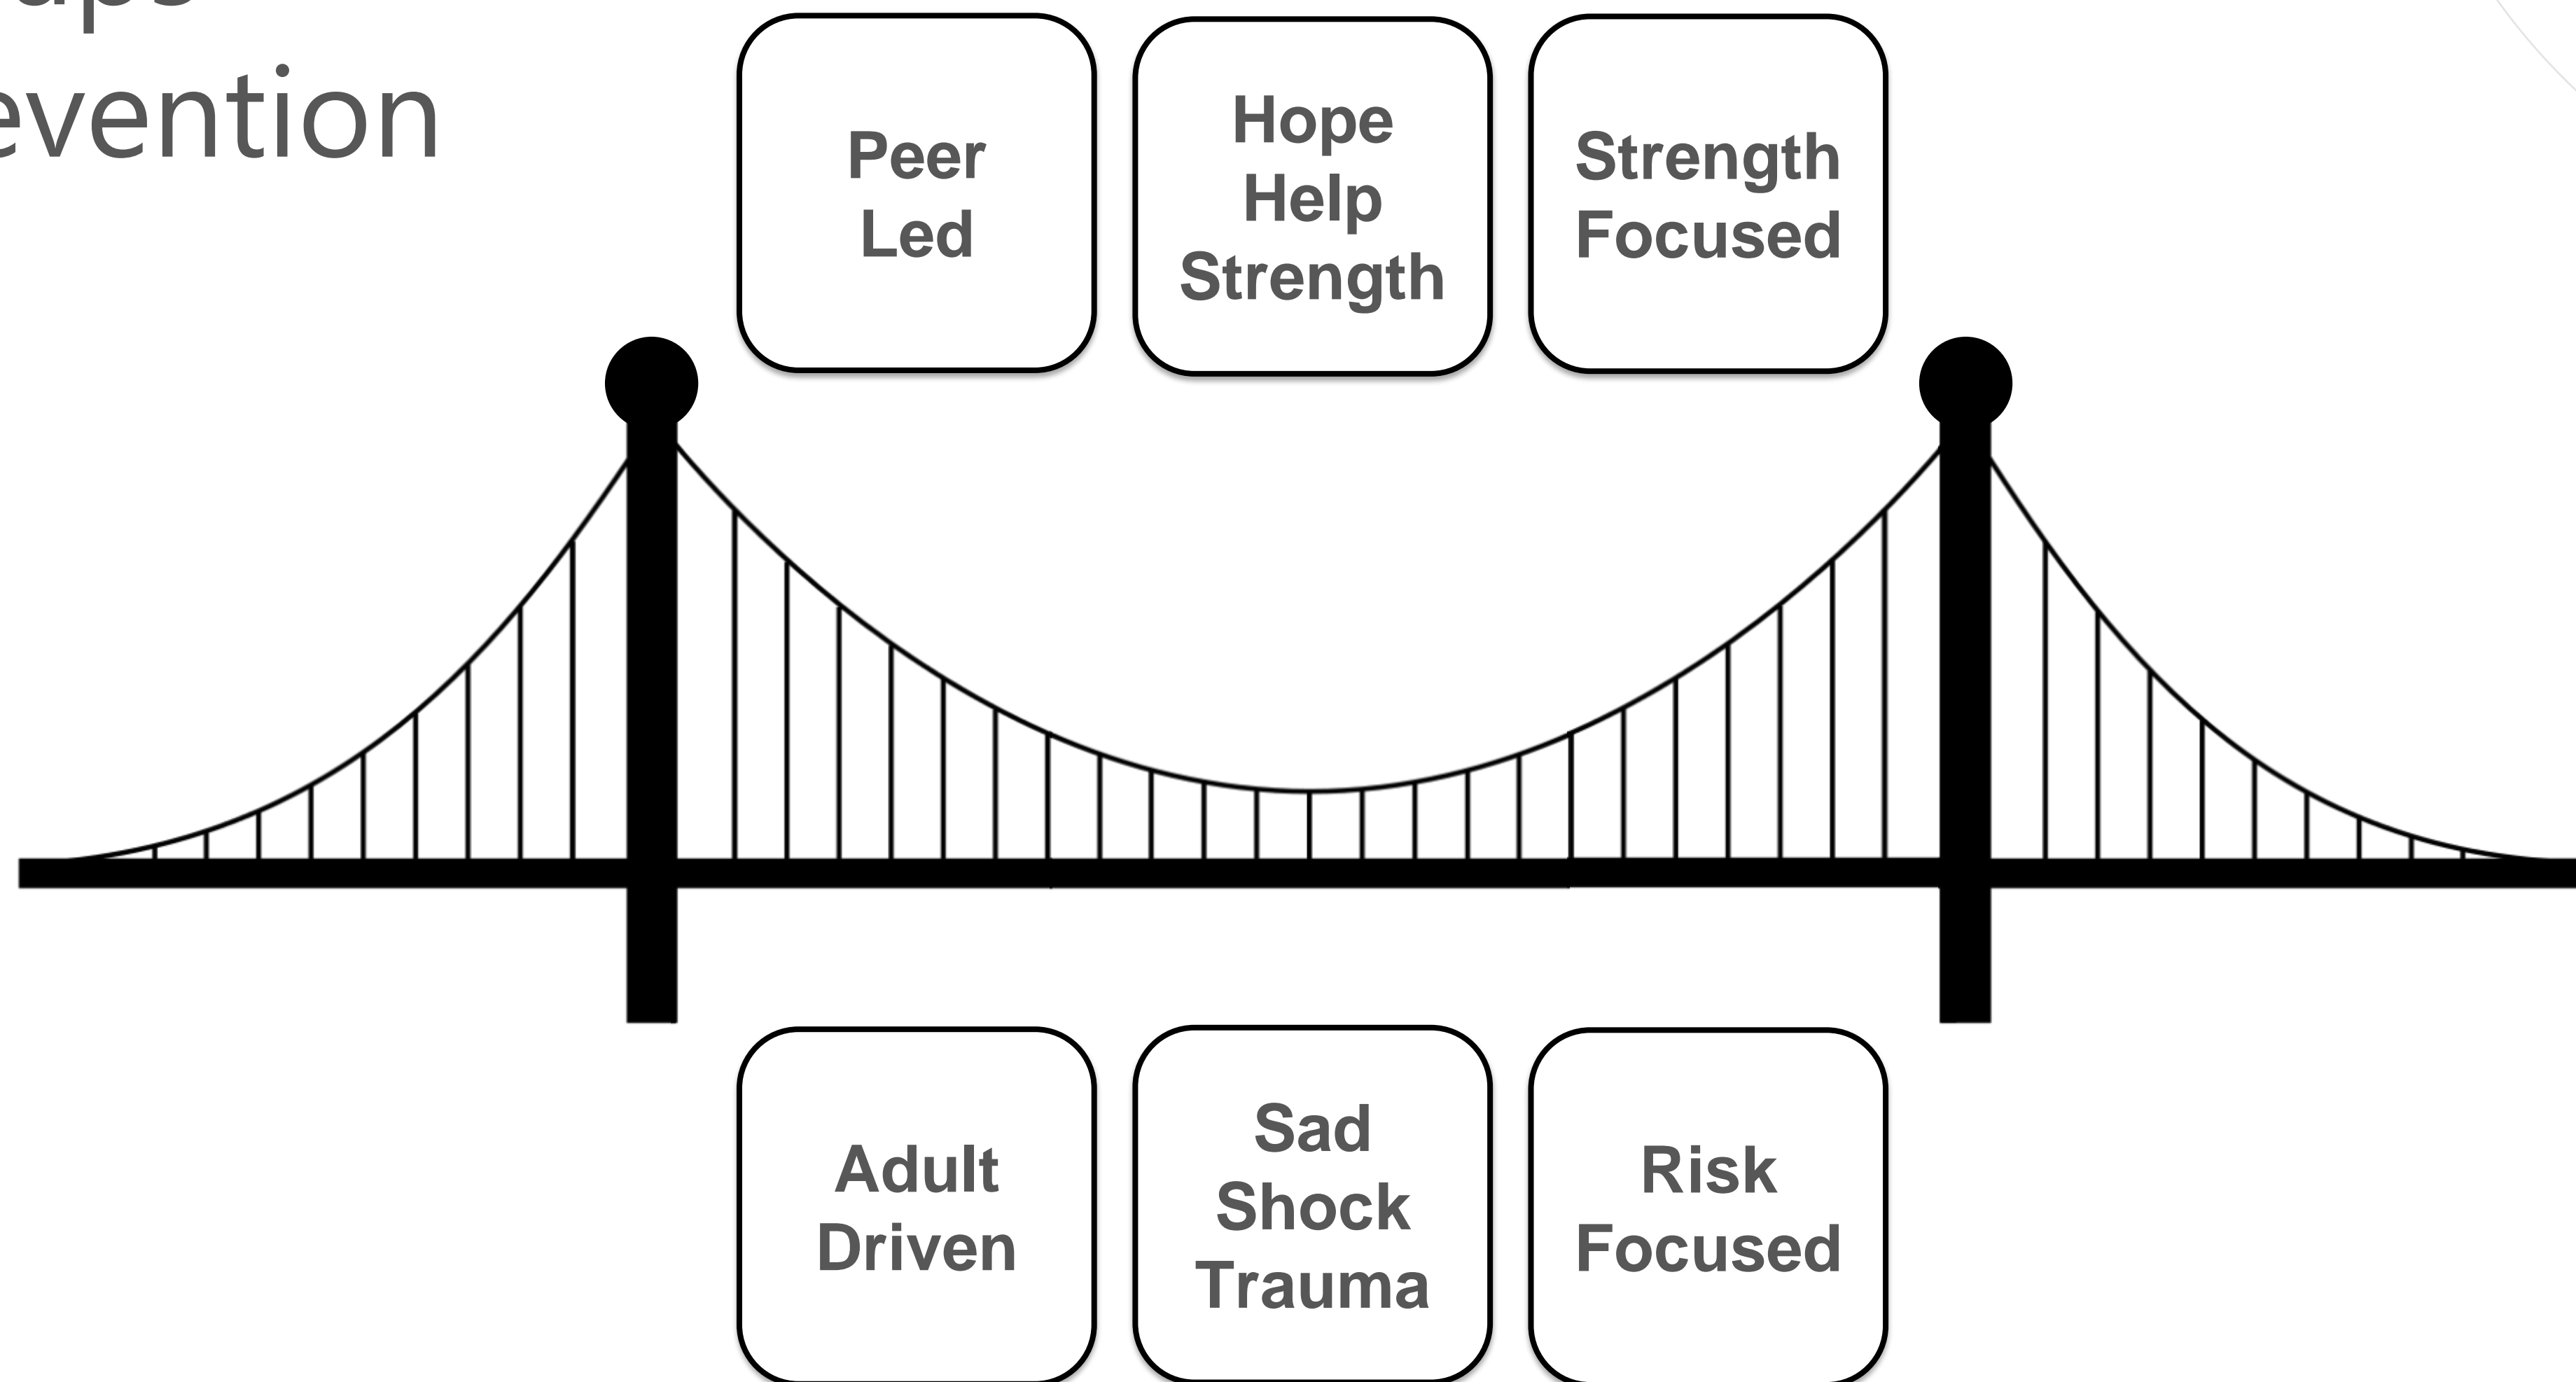 evention
Peer
Led
Hope
Help
Strength
Strength
Focused
Adult
Driven
Sad
Shock
Trauma
Risk
Focused